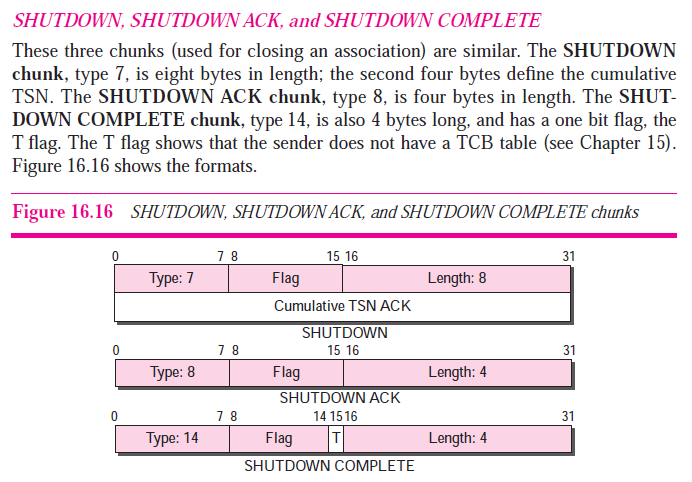 SHUTDOWN, SHUTDOWN ACK, and SHUTDOWN COMPLETE
These three chunks (used for closing an association) are similar. The SHUTDOWN
chunk, type 7, is eight bytes in length; the second four bytes define the cumulative
TSN. The SHUTDOWN ACK chunk, type 8, is four bytes in length. The SHUT-
DOWN COMPLETE chunk, type 14, is also 4 bytes long, and has a one bit flag, the
T flag. The T flag shows that the sender does not have a TCB table (see Chapter 15).
Figure 16.16 shows the formats.
Figure 16.16 SHUTDOWN, SHUTDOWN ACK, and SHUTDOWN COMPLETE chunks
0 7 8 15 16 31
Type: 7 Flag Length: 8
Cumulative TSN ACK
SHUTDOWN
0 7 8 15 16 31
Type: 8 Flag Length: 4
SHUTDOWN ACK
0 7 8 14 15 16 31
Type: 14 Flag T Length: 4
SHUTDOWN COMPLETE